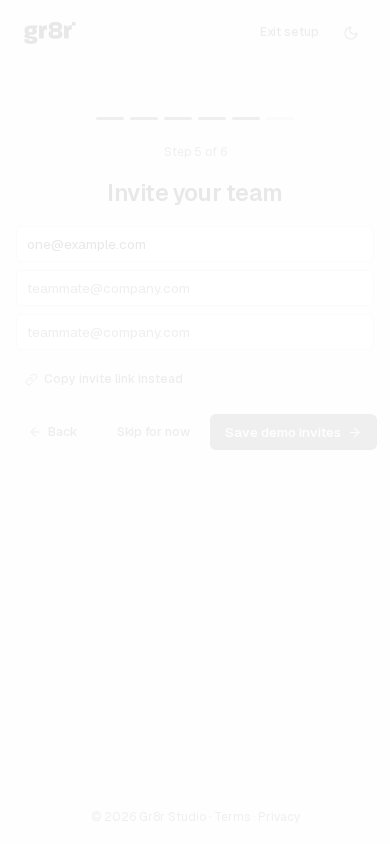 gr8r
Exit setup
Step 5 of 6
Invite your team
one@example.com
teammate@company.com
teammate@company.com
Copy invite link instead
Back
Skip for now
Save demo invites
© 2026 Gr8r Studio · Terms · Privacy